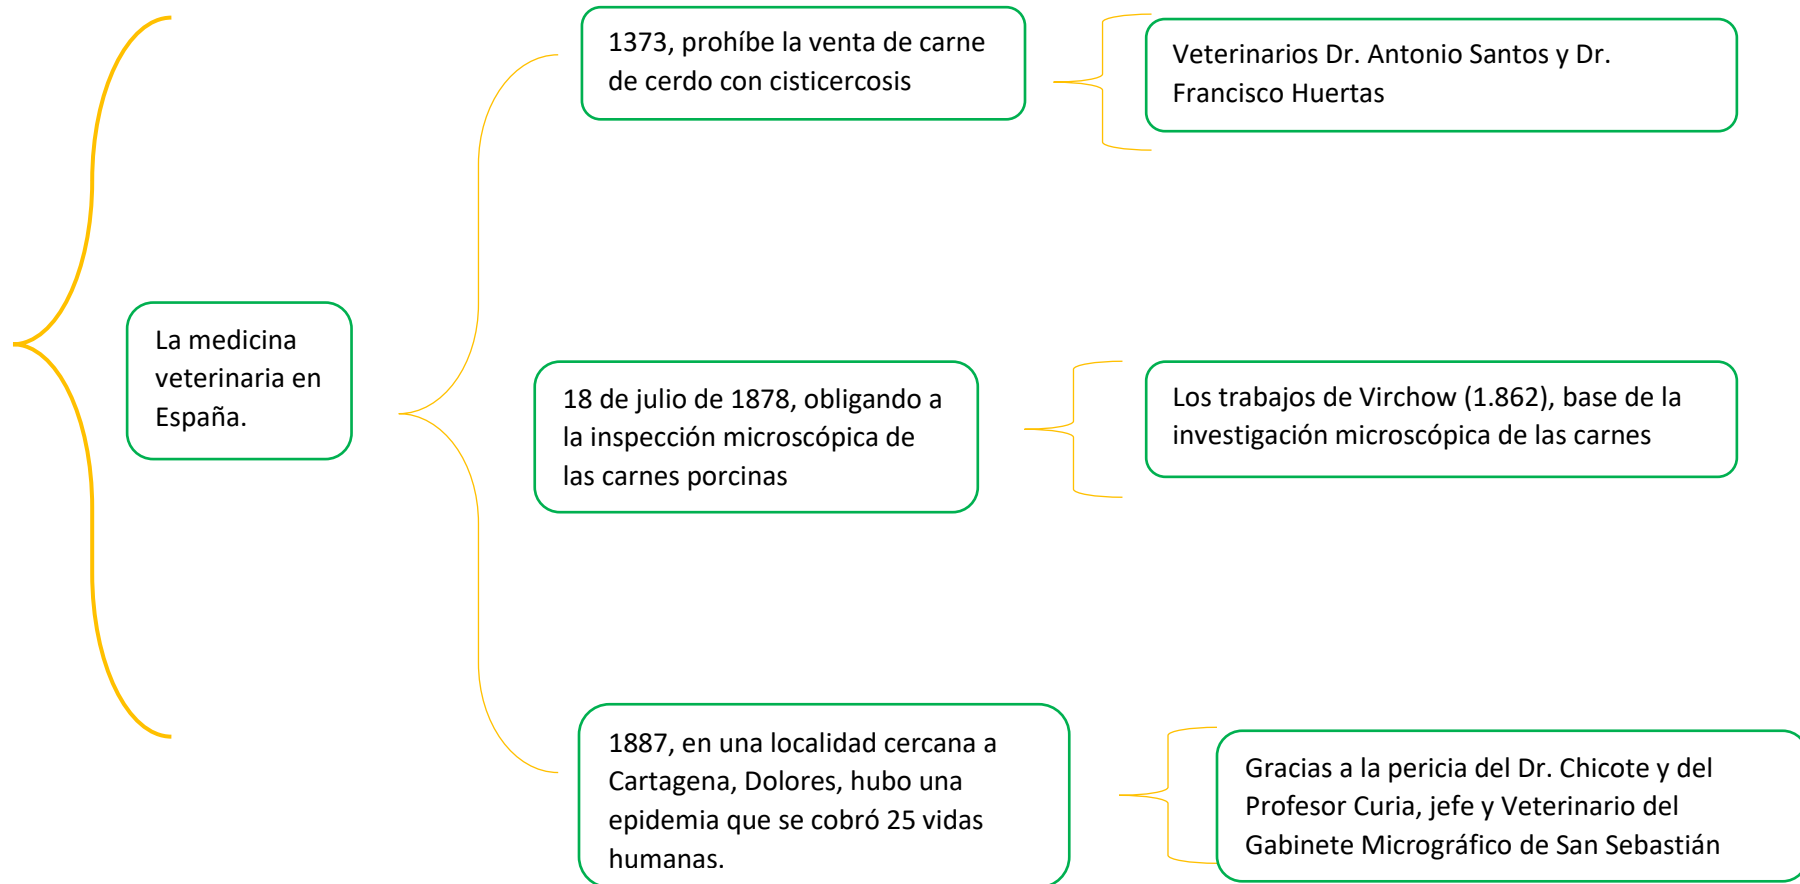 La medicina
veterinaria en
España.
1373, prohíbe la venta de carne
de cerdo con cisticercosis
Veterinarios Dr. Antonio Santos y Dr.
Francisco Huertas
18 de julio de 1878, obligando a
la inspección microscópica de
las carnes porcinas
Los trabajos de Virchow (1.862), base de la
investigación microscópica de las carnes
1887, en una localidad cercana a
Cartagena, Dolores, hubo una
epidemia que se cobró 25 vidas
humanas.
Gracias a la pericia del Dr. Chicote y del
Profesor Curia, jefe y Veterinario del
Gabinete Micrográfico de San Sebastián